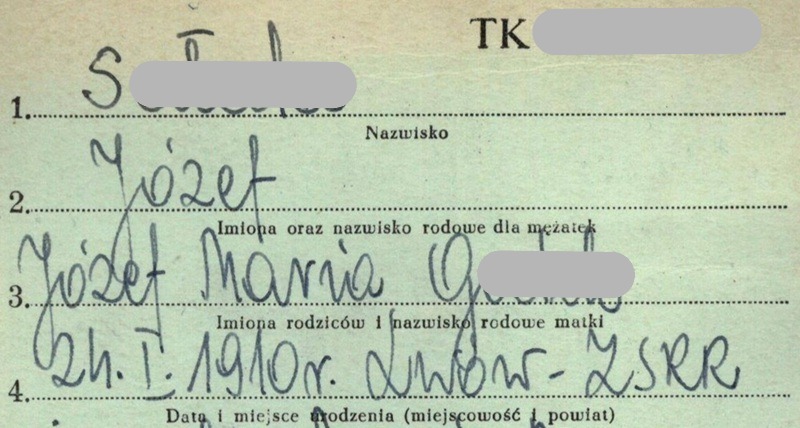 TK
1. S
Nazwisko
2. Józef
Imiona oraz nazwisko rodowe dla mężatek
3. Józef Maria G
Imiona rodziców i nazwisko rodowe matki
4. 24. I. 1910r. Lwów - ZSRR
Data i miejsce urodzenia (miejscowość i powiat)